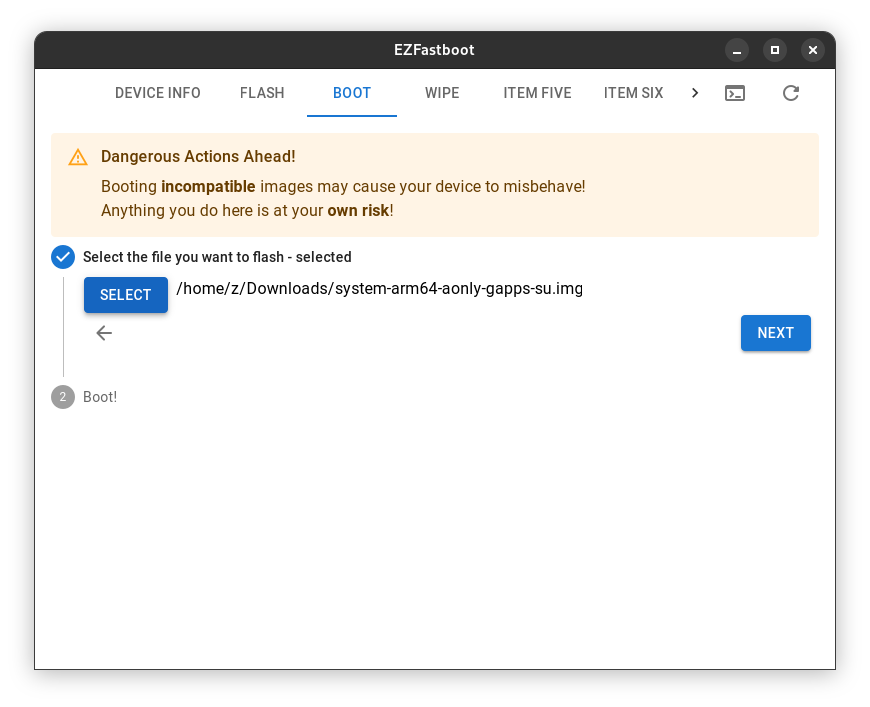 EZFastboot
DEVICE INFO FLASH BOOT WIPE ITEM FIVE ITEM SIX
Dangerous Actions Ahead!
Booting incompatible images may cause your device to misbehave!
Anything you do here is at your own risk!
Select the file you want to flash - selected
SELECT /home/z/Downloads/system-arm64-aonly-gapps-su.img
NEXT
2 Boot!